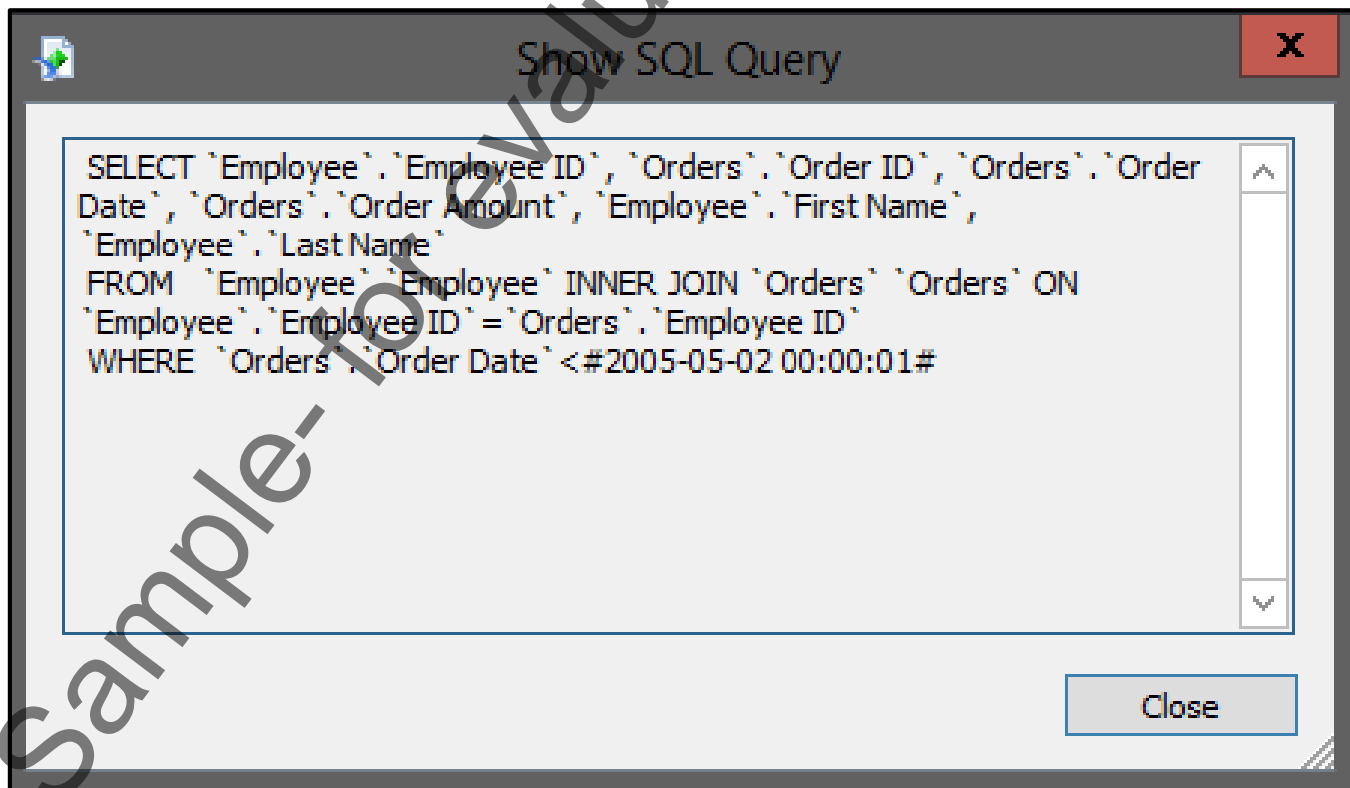 Show SQL Query
x
SELECT `Employee`.`Employee ID`, `Orders`.`Order ID`, `Orders`.`Order
Date`, `Orders`.`Order Amount`, `Employee`.`First Name`,
`Employee`.`Last Name`
FROM   `Employee` `Employee` INNER JOIN `Orders` `Orders` ON
`Employee`.`Employee ID`=`Orders`.`Employee ID`
WHERE  `Orders`.`Order Date`<#2005-05-02 00:00:01#
Close
Sample- for evalu